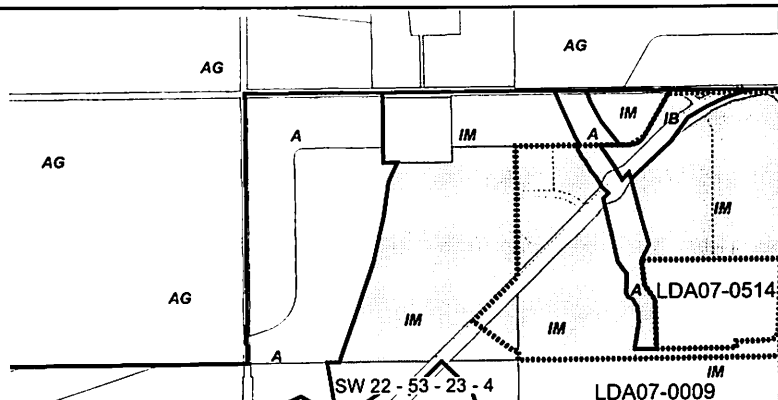 AG
AG
IM
IB
A
IM
A
AG
IM
AG
A
LDA07-0514
IM
IM
A
IM
SW 22 - 53 - 23 - 4
LDA07-0009